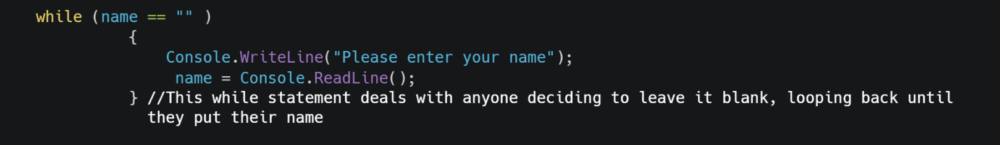 while (name == "" )
{
Console.WriteLine("Please enter your name");
name = Console.ReadLine();
} //This while statement deals with anyone deciding to leave it blank, looping back until
they put their name